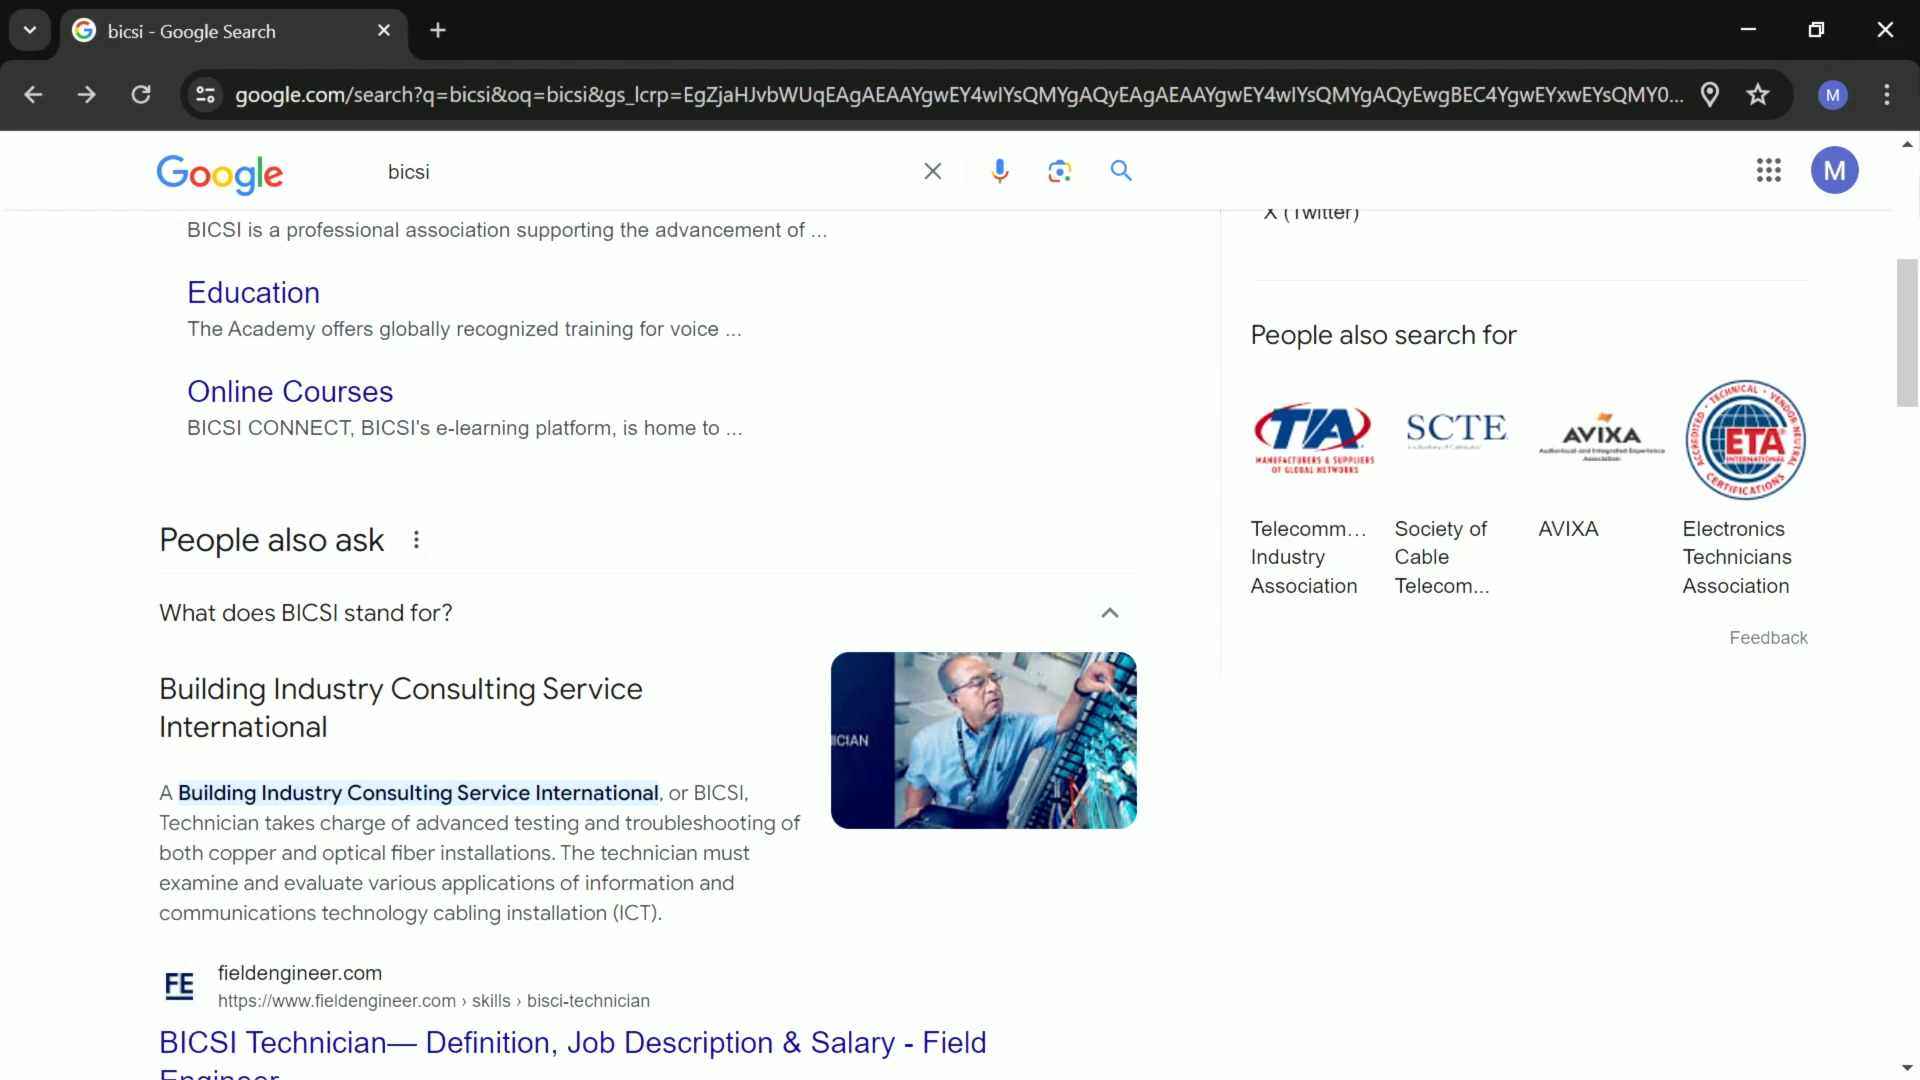 bicsi - Google Search
google.com/search?q=bicsi&oq=bicsi&gs_lcrp=EgZjaHJvbWUqEAgAEAAYgwEY4wIYsQMYgAQyEAgAEAAYgwEY4wIYsQMYgAQyEwgBEC4YgwEYxwEYsQMY0...
M
Google
bicsi
M
X (Twitter)
BICSI is a professional association supporting the advancement of ...
Education
The Academy offers globally recognized training for voice ...
Online Courses
BICSI CONNECT, BICSI's e-learning platform, is home to ...
People also ask
What does BICSI stand for?
Building Industry Consulting Service
International
ICIAN
A Building Industry Consulting Service International, or BICSI,
Technician takes charge of advanced testing and troubleshooting of
both copper and optical fiber installations. The technician must
examine and evaluate various applications of information and
communications technology cabling installation (ICT).
FE
fieldengineer.com
https://www.fieldengineer.com › skills › bisci-technician
BICSI Technician— Definition, Job Description & Salary - Field
Engineer
People also search for
TIA
MANUFACTURERS & SUPPLIERS
OF GLOBAL NETWORKS
SCTE
AVIXA
Audiovisual and Integrated Experience
Association
ACCREDITED • TECHNICAL • VENDOR NEUTRAL
ETA
INTERNATIONAL
CERTIFICATIONS
Telecomm...
Industry
Association
Society of
Cable
Telecom...
AVIXA
Electronics
Technicians
Association
Feedback